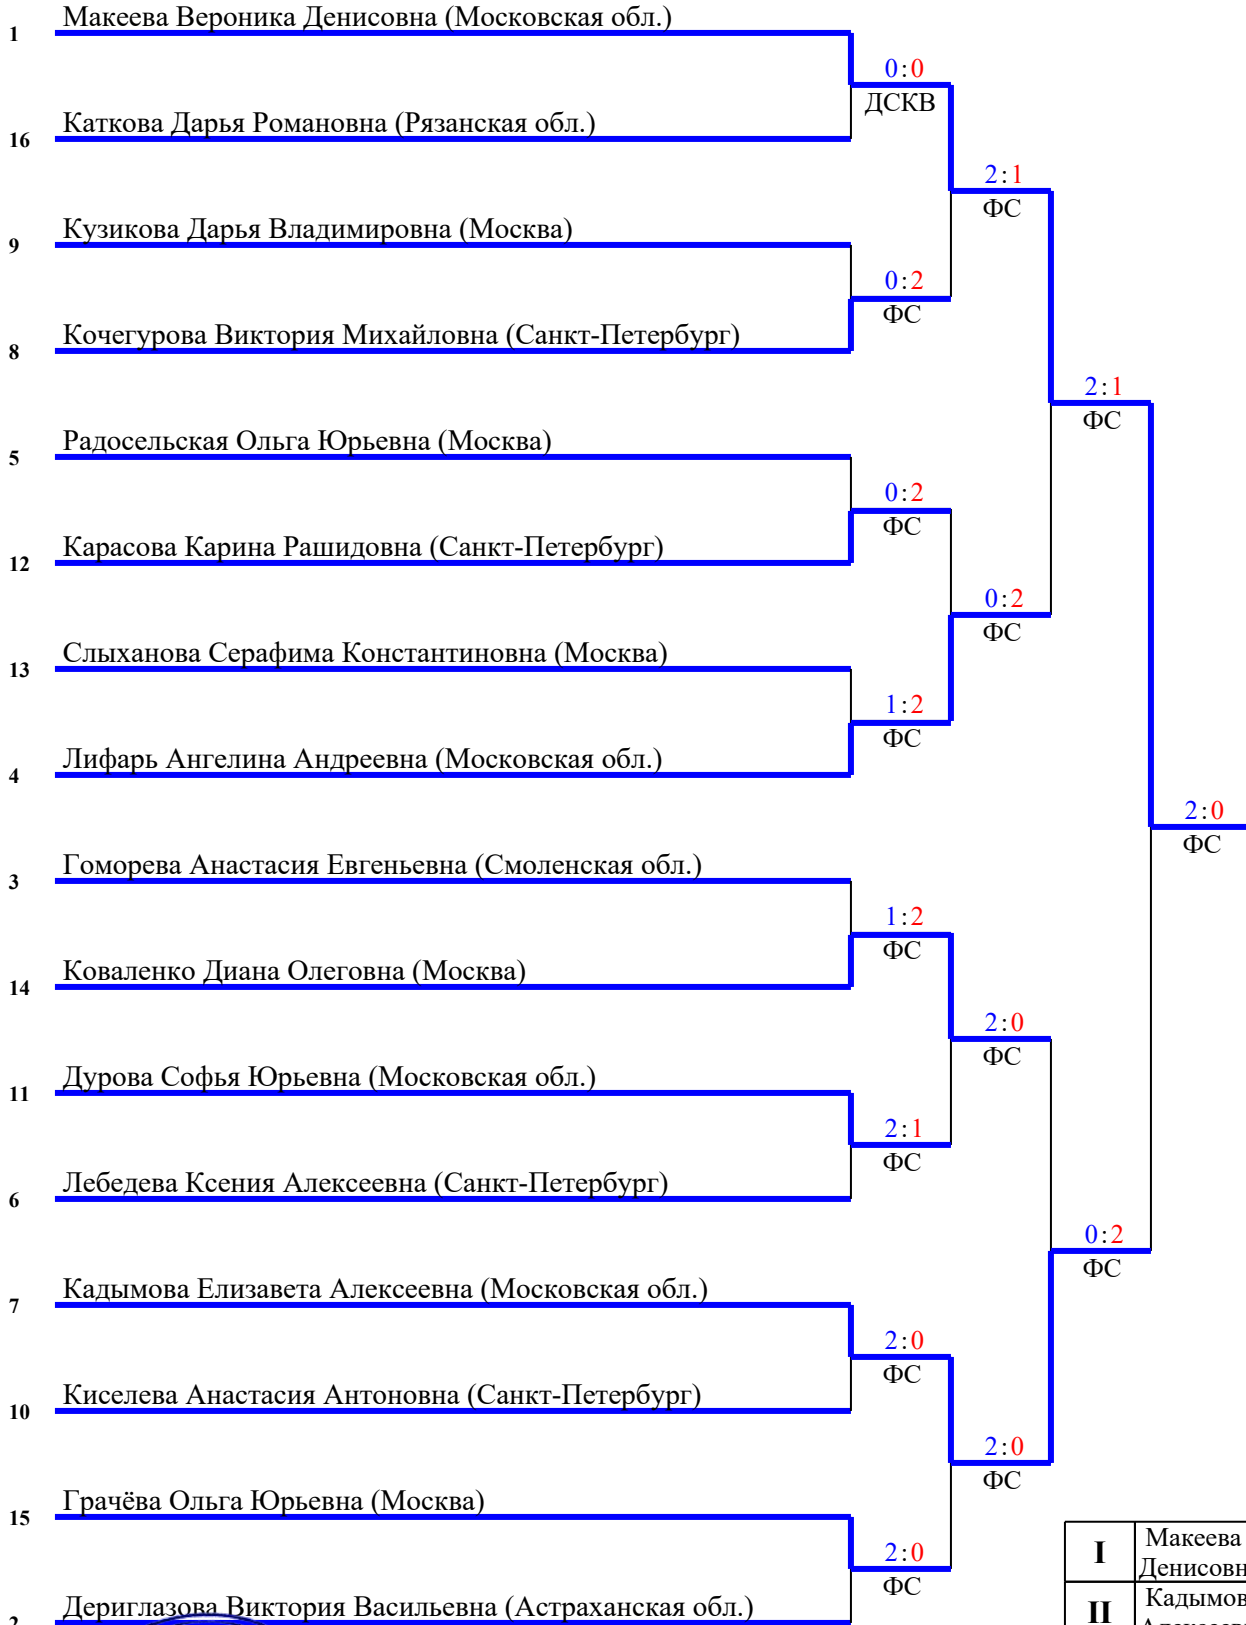 Макеева Вероника Денисовна (Московская обл.)
1
0:0
ДСКВ
Каткова Дарья Романовна (Рязанская обл.)
16
2:1
ФС
Кузикова Дарья Владимировна (Москва)
9
0:2
ФС
Кочегурова Виктория Михайловна (Санкт-Петербург)
8
2:1
ФС
Радосельская Ольга Юрьевна (Москва)
5
0:2
ФС
Карасова Карина Рашидовна (Санкт-Петербург)
12
0:2
ФС
Слыханова Серафима Константиновна (Москва)
13
1:2
ФС
Лифарь Ангелина Андреевна (Московская обл.)
4
2:0
ФС
Гоморева Анастасия Евгеньевна (Смоленская обл.)
3
1:2
ФС
Коваленко Диана Олеговна (Москва)
14
2:0
ФС
Дурова Софья Юрьевна (Московская обл.)
11
2:1
ФС
Лебедева Ксения Алексеевна (Санкт-Петербург)
6
0:2
ФС
Кадымова Елизавета Алексеевна (Московская обл.)
7
2:0
ФС
Киселева Анастасия Антоновна (Санкт-Петербург)
10
2:0
ФС
Грачёва Ольга Юрьевна (Москва)
15
2:0
ФС
Дериглазова Виктория Васильевна (Астраханская обл.)
2
I Макеева
Денисовн
II Кадымов